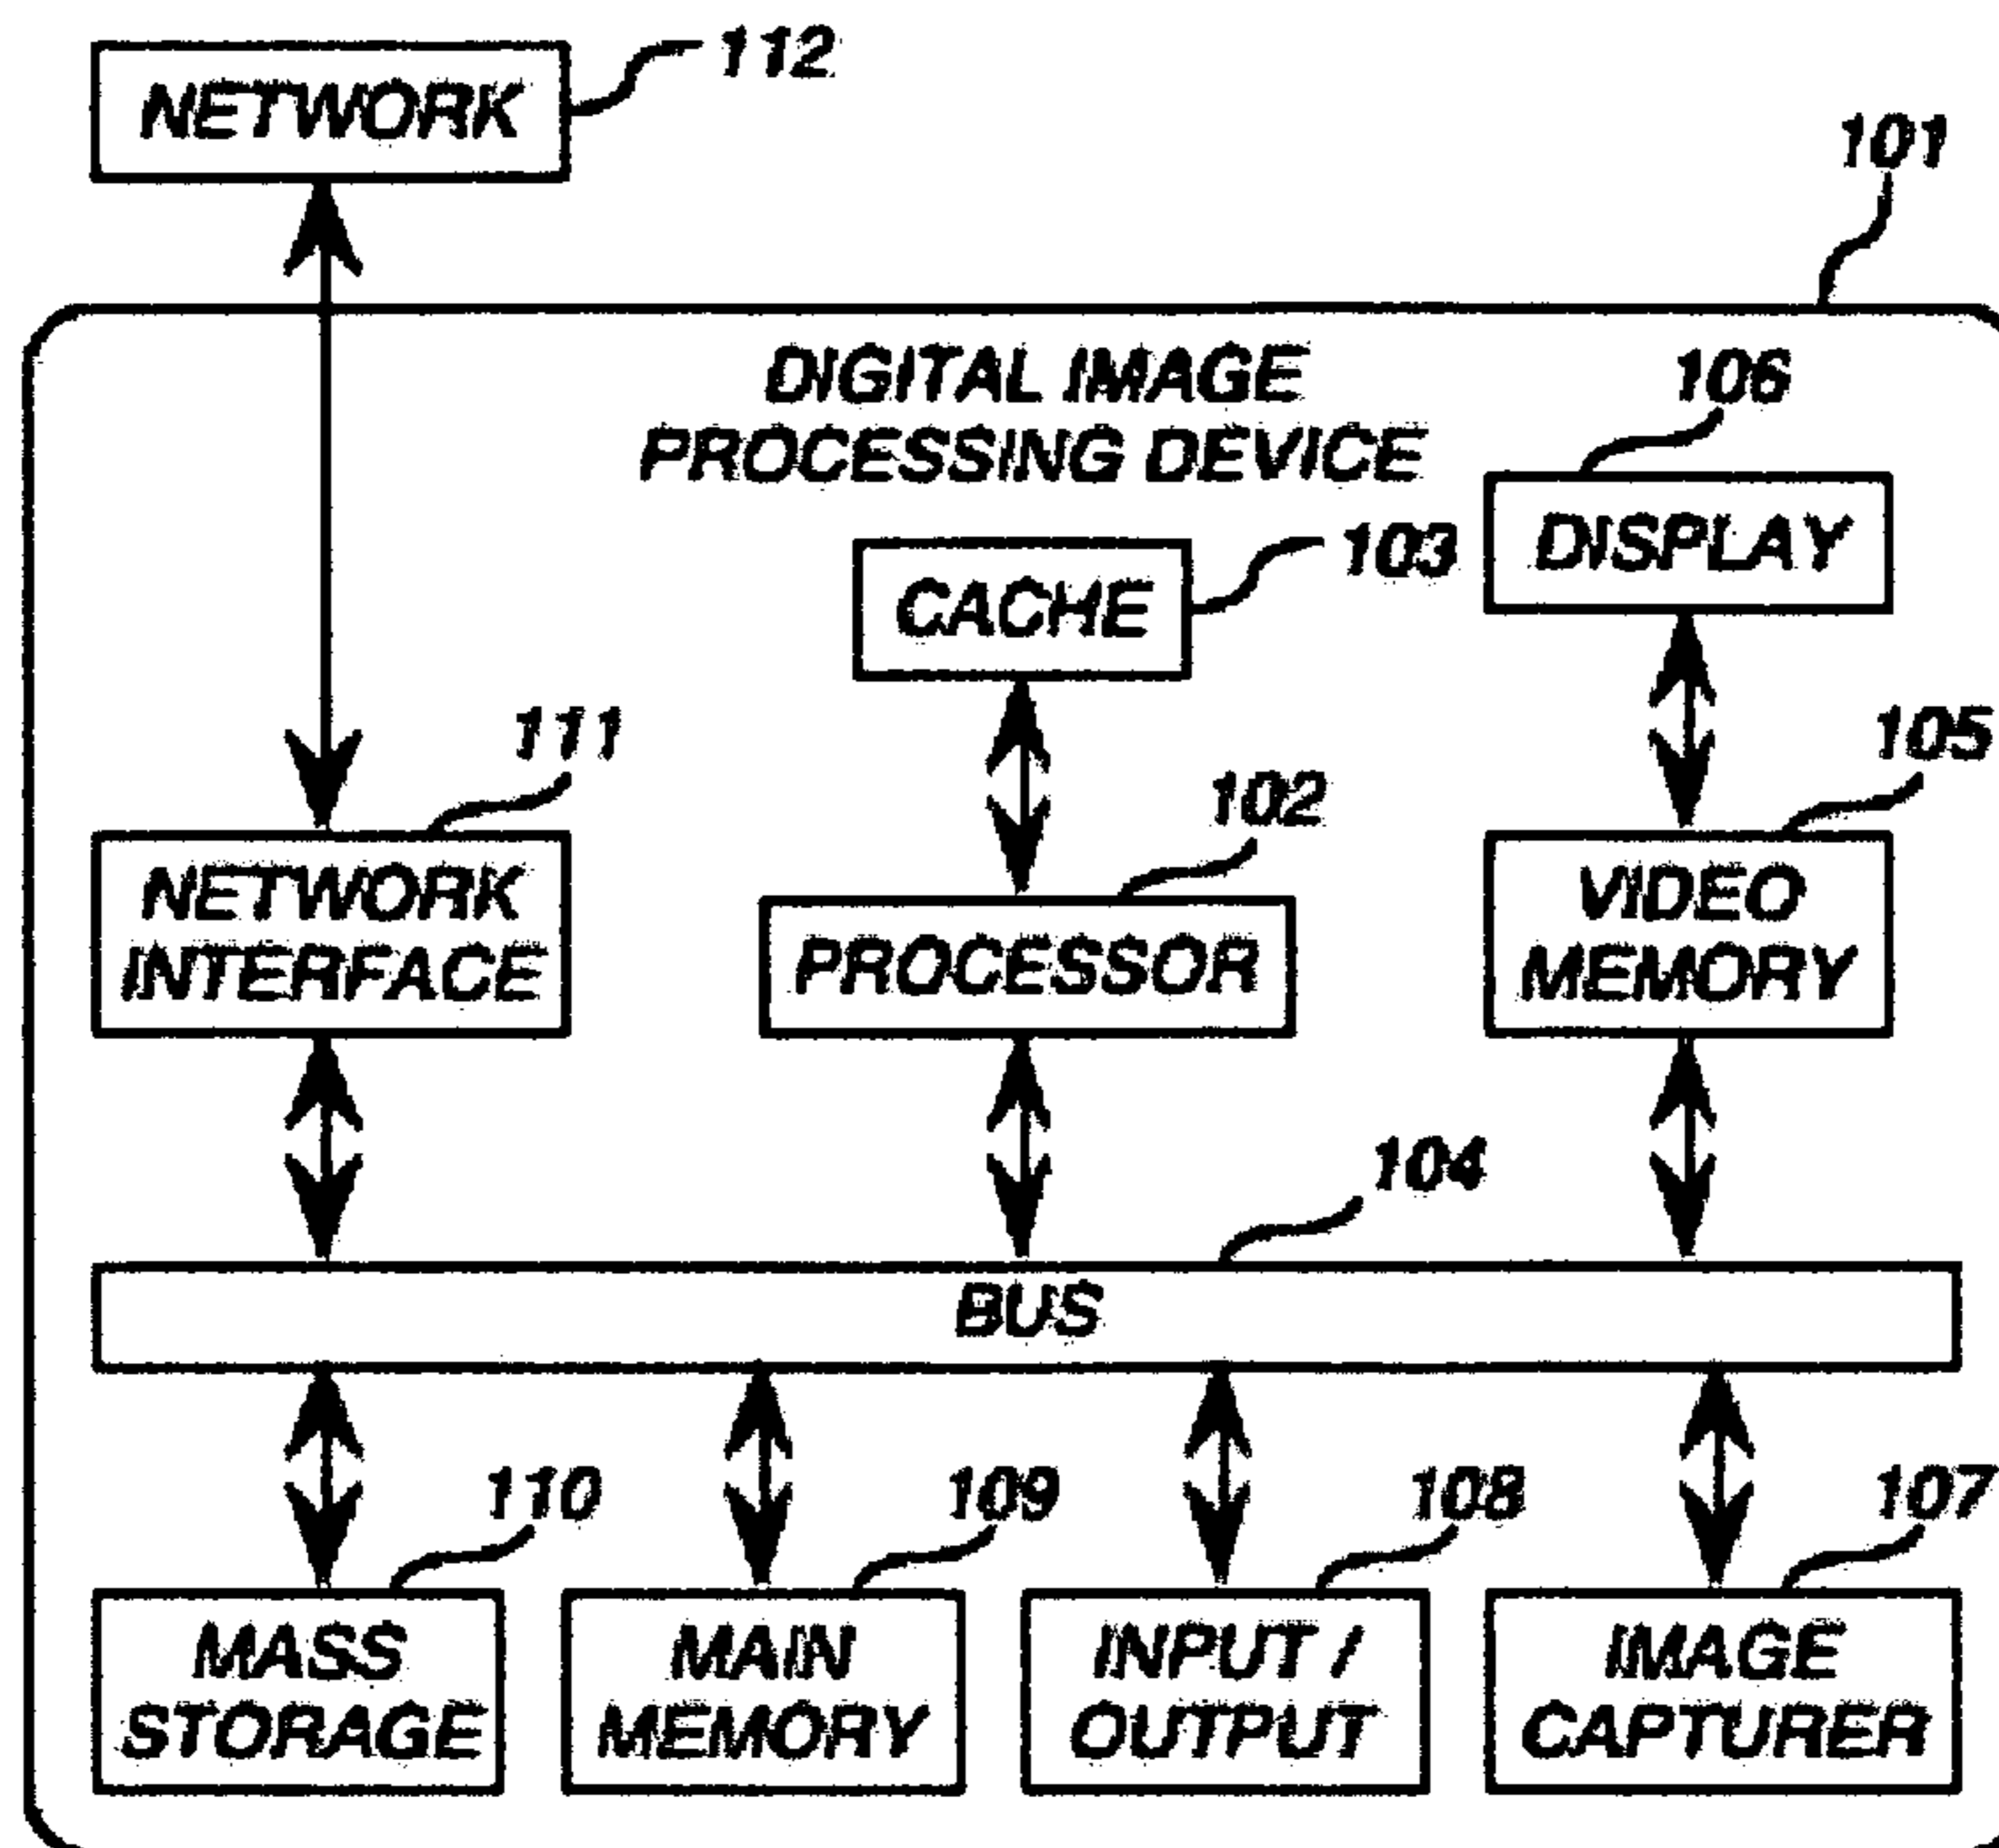 112
NETWORK
101
DIGITAL IMAGE
PROCESSING DEVICE
106
DISPLAY
103
CACHE
111
105
102
NETWORK
INTERFACE
PROCESSOR
VIDEO
MEMORY
104
BUS
110
109
108
107
MASS
STORAGE
MAIN
MEMORY
INPUT /
OUTPUT
IMAGE
CAPTURER